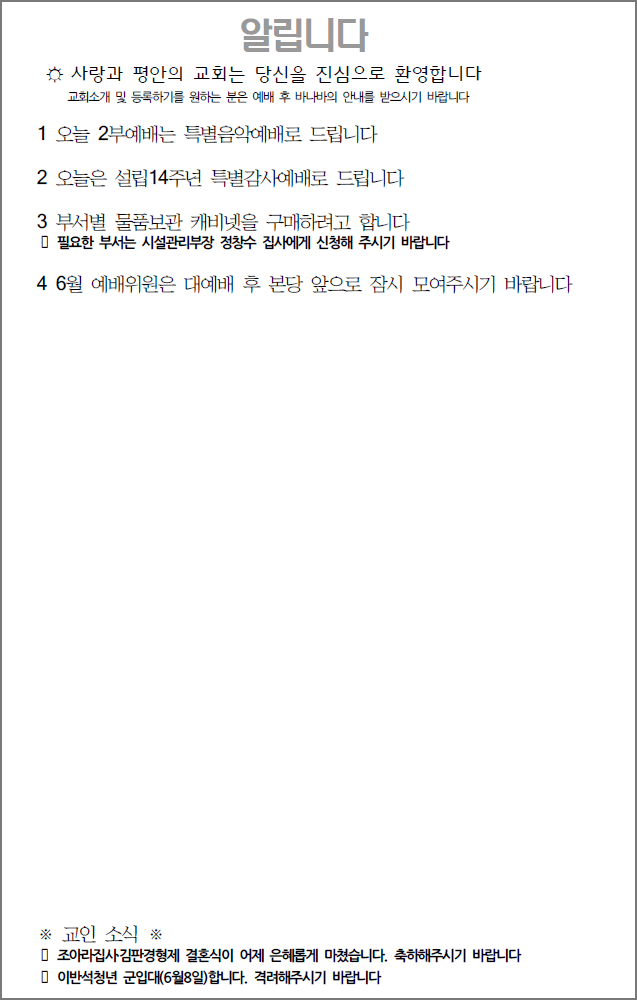 알립니다
☼ 사랑과 평안의 교회는 당신을 진심으로 환영합니다
교회소개 및 등록하기를 원하는 분은 예배 후 바나바의 안내를 받으시기 바랍니다
1 오늘 2부예배는 특별음악예배로 드립니다
2 오늘은 설립14주년 특별감사예배로 드립니다
3 부서별 물품보관 캐비넷을 구매하려고 합니다
▯ 필요한 부서는 시설관리부장 정창수 집사에게 신청해 주시기 바랍니다
4 6월 예배위원은 대예배 후 본당 앞으로 잠시 모여주시기 바랍니다
※ 교인 소식 ※
▯ 조아라집사·김판경형제 결혼식이 어제 은혜롭게 마쳤습니다. 축하해주시기 바랍니다
▯ 이반석청년 군입대(6월8일)합니다. 격려해주시기 바랍니다